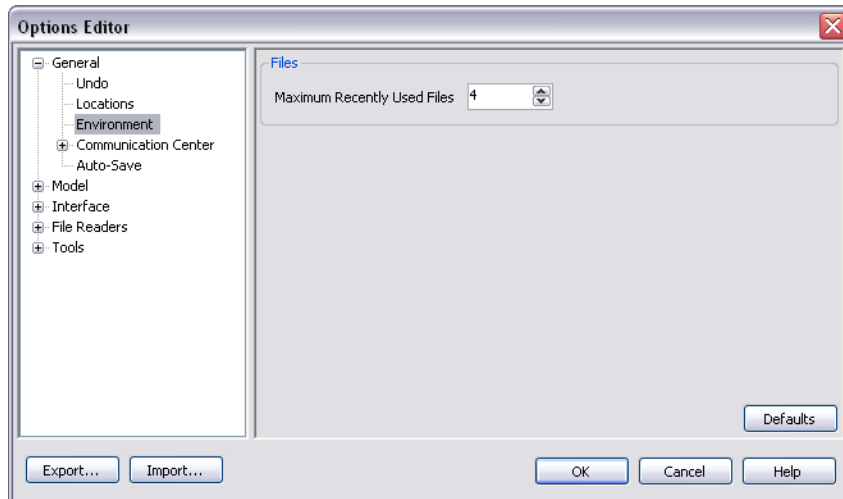 Options Editor
General
Undo
Locations
Environment
Communication Center
Auto-Save
Model
Interface
File Readers
Tools
Files
Maximum Recently Used Files 4
Defaults
Export... Import... OK Cancel Help